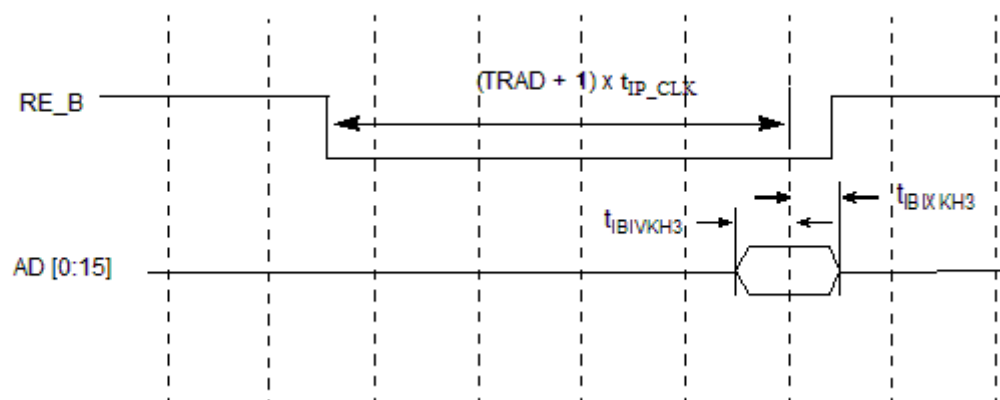 (TRAD + 1) x tIP_CLK
RE_B
tIBIXKH3
tIBIVKH3
AD [0:15]